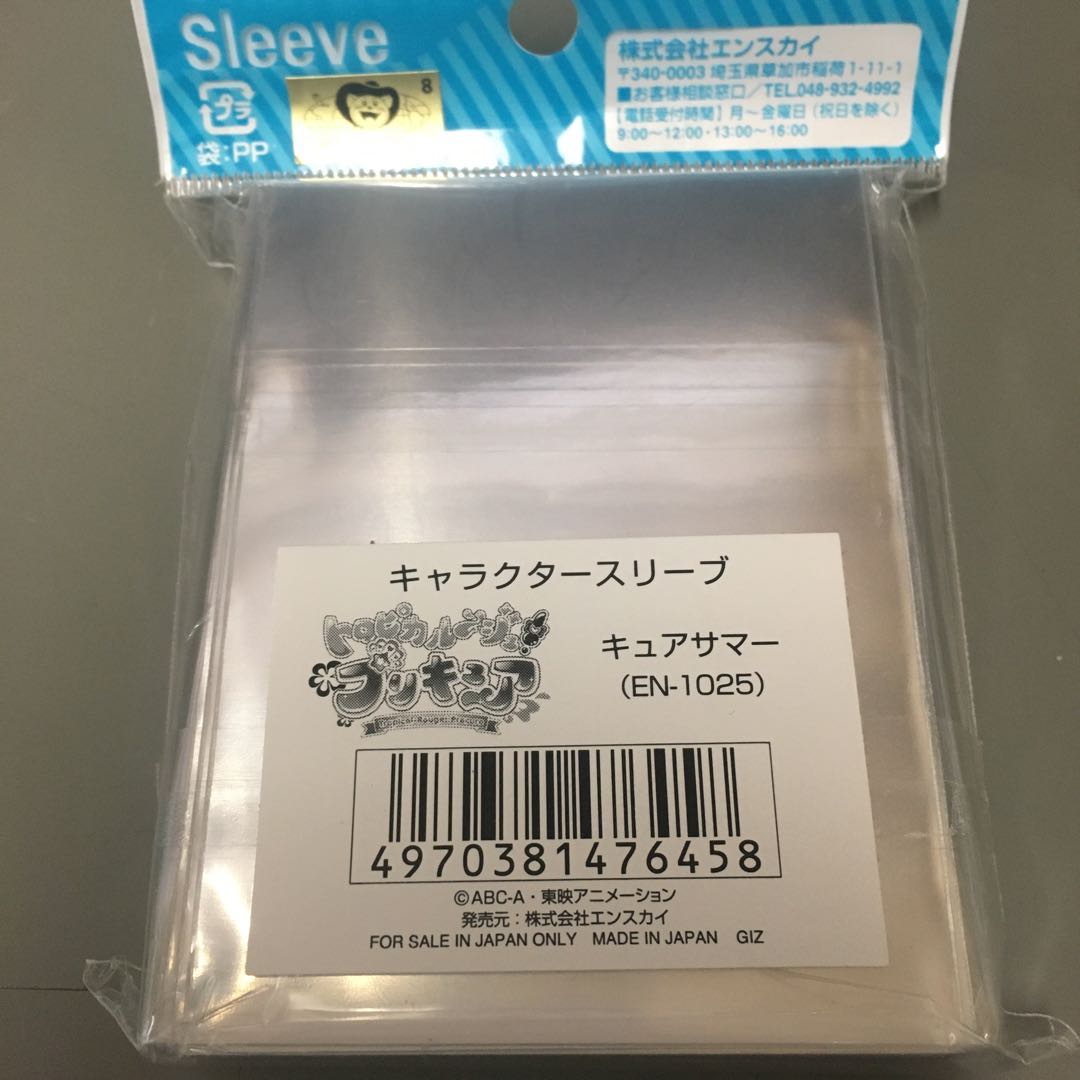 Sleeve
プラ
袋:PP
8
株式会社エンスカイ
〒340-0003 埼玉県草加市稲荷1-11-1
■お客様相談窓口/TEL.048-932-4992
【電話受付時間】月〜金曜日(祝日を除く)
9:00〜12:00・13:00〜16:00
キャラクタースリーブ
トロピカル〜ジュ!
プリキュア
Tropical-Rouge! Precure
キュアサマー
(EN-1025)
4970381476458
©ABC-A・東映アニメーション
発売元:株式会社エンスカイ
FOR SALE IN JAPAN ONLY MADE IN JAPAN GIZ